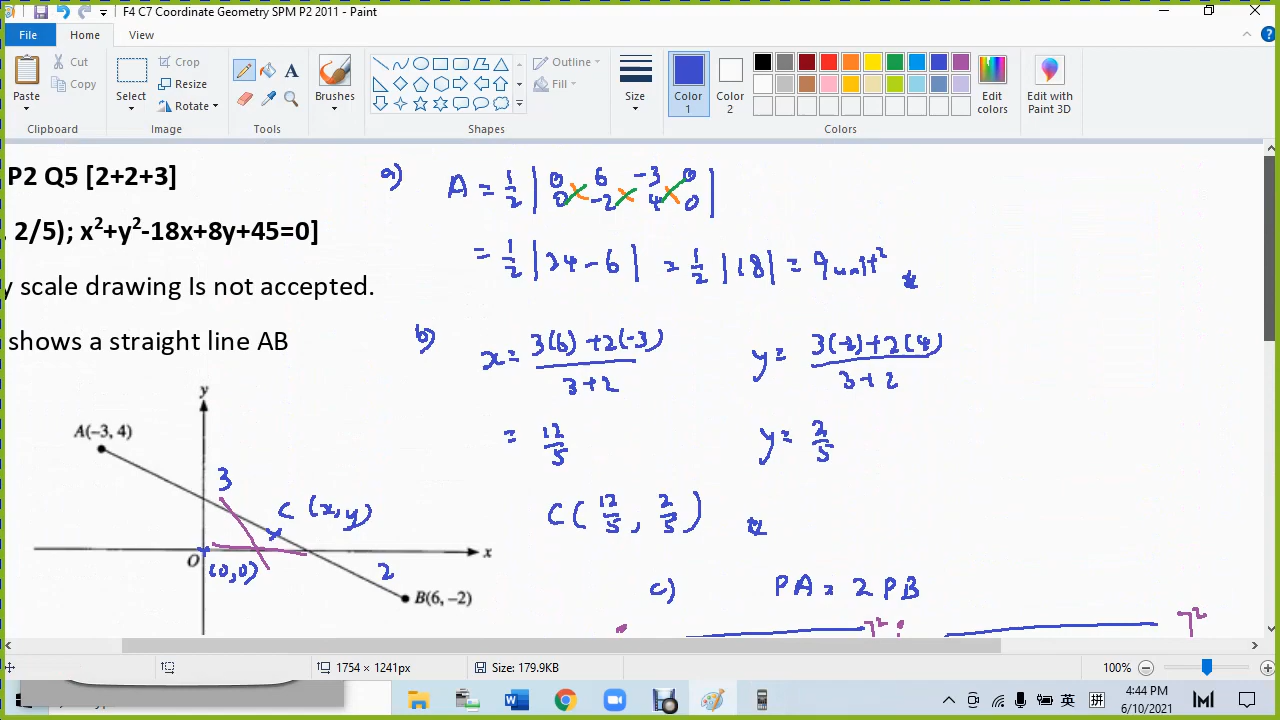 F4 C7 Coordinate Geometry SPM P2 2011 - Paint
File Home View
Paste Cut Copy Clipboard
Select Crop Resize Rotate Image
A Tools
Brushes
Outline Fill Shapes
Size
Color 1 Color 2 Edit colors Colors
Edit with Paint 3D
P2 Q5 [2+2+3]
2/5); x²+y²-18x+8y+45=0]
y scale drawing Is not accepted.
shows a straight line AB
y
A(−3, 4)
3
C (x, y)
O (0,0)
x
2
B(6, −2)
a) A = 1/2 | 0 6 -3 0
0 -2 4 0 |
= 1/2 |24 - 6| = 1/2 |18| = 9 unit²
b) x = 3(6) + 2(-3) / 3+2 y = 3(-2) + 2(4) / 3+2
= 12/5 y = 2/5
C ( 12/5 , 2/5 )
c) PA = 2 PB
7² 7²
1754 × 1241px Size: 179.9KB 100%
英 拼 4:44 PM
6/10/2021